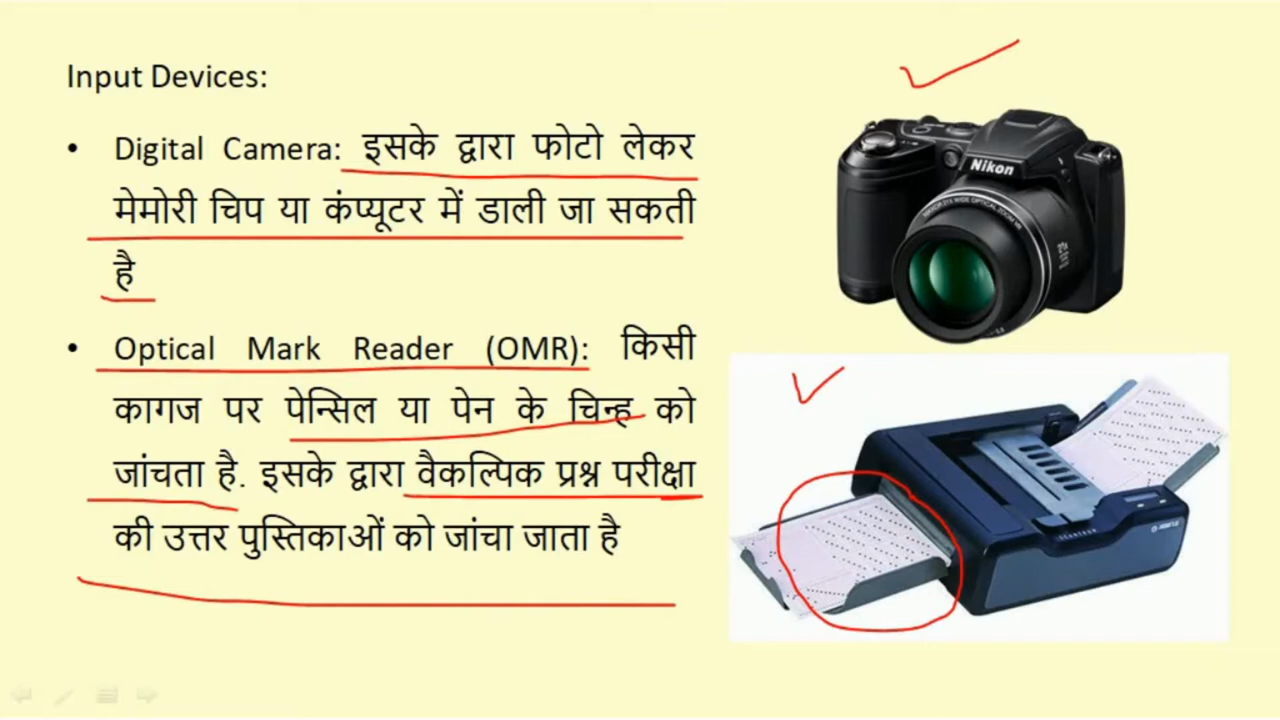 Input Devices:
• Digital Camera: इसके द्वारा फोटो लेकर
मेमोरी चिप या कंप्यूटर में डाली जा सकती
है
• Optical Mark Reader (OMR): किसी
कागज पर पेन्सिल या पेन के चिन्ह को
जांचता है. इसके द्वारा वैकल्पिक प्रश्न परीक्षा
की उत्तर पुस्तिकाओं को जांचा जाता है
Nikon